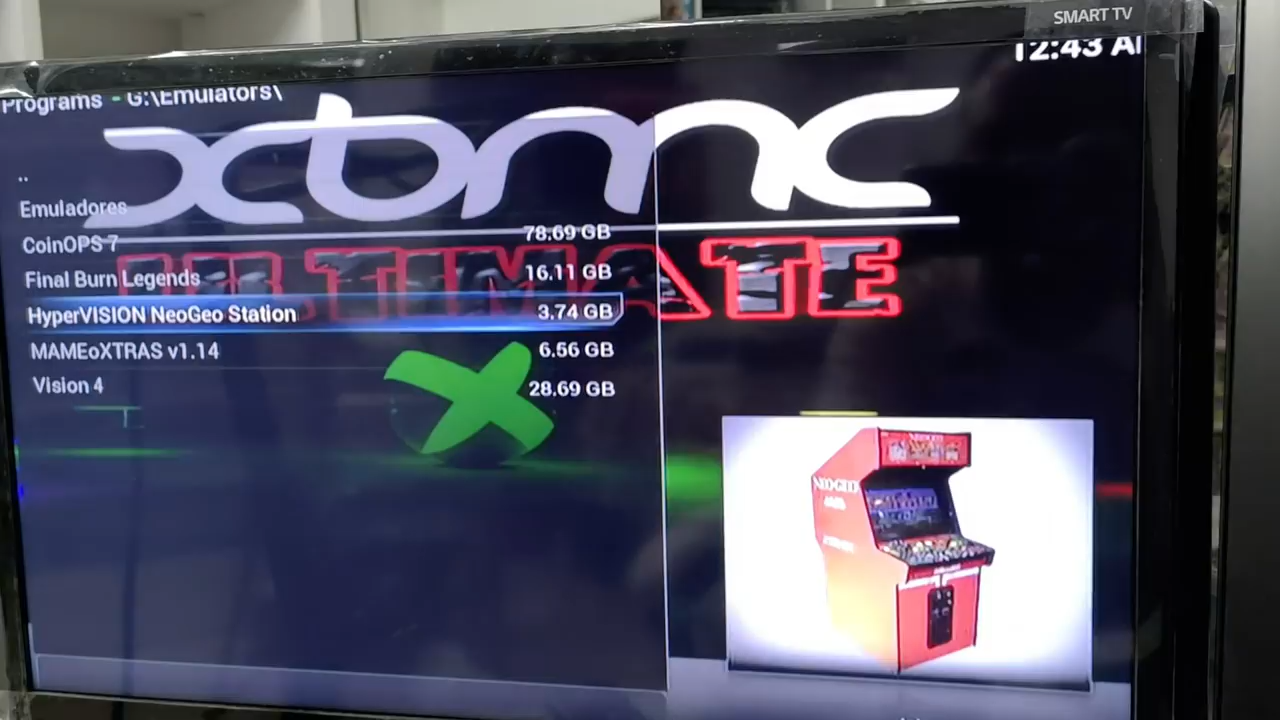 SMART TV
12:43 A
Programs - G:\Emulators\
xbmc
ULTIMATE
..
Emuladores
CoinOPS 7 78.69 GB
Final Burn Legends 16.11 GB
HyperVISION NeoGeo Station 3.74 GB
MAMEoXTRAS v1.14 6.56 GB
Vision 4 28.69 GB
NEOGEO